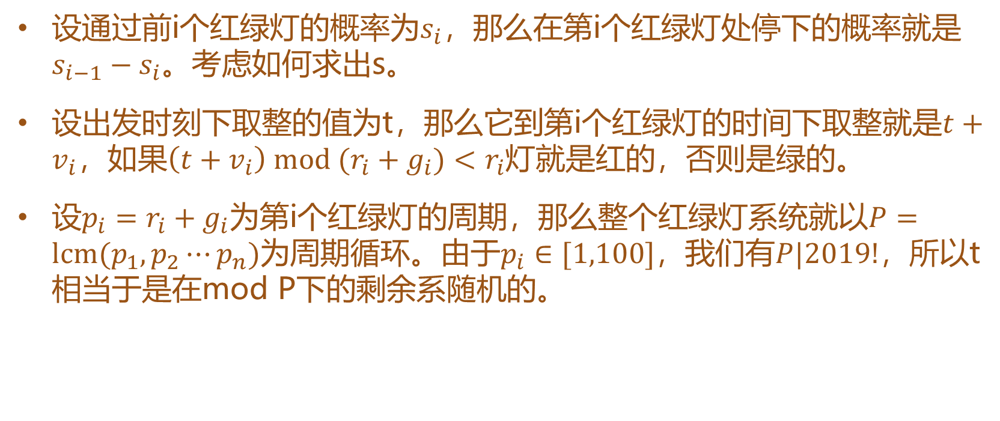 • 设通过前i个红绿灯的概率为$s_i$，那么在第i个红绿灯处停下的概率就是
$s_{i-1} - s_i$。考虑如何求出s。
• 设出发时刻下取整的值为t，那么它到第i个红绿灯的时间下取整就是$t +$
$v_i$，如果$(t + v_i) \bmod (r_i + g_i) < r_i$灯就是红的，否则是绿的。
• 设$p_i = r_i + g_i$为第i个红绿灯的周期，那么整个红绿灯系统就以$P =$
$\mathrm{lcm}(p_1, p_2 \cdots p_n)$为周期循环。由于$p_i \in [1,100]$，我们有$P|2019!$，所以t
相当于是在mod P下的剩余系随机的。